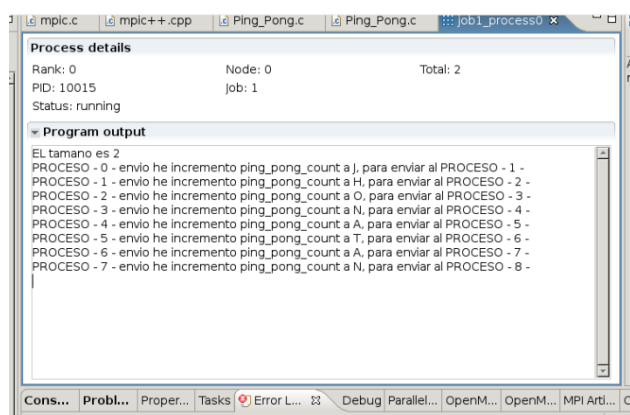 mpic.c mpic++.cpp Ping_Pong.c Ping_Pong.c job1_process0
Process details
Rank: 0 Node: 0 Total: 2
PID: 10015 Job: 1
Status: running
Program output
EL tamano es 2
PROCESO - 0 - envio he incremento ping_pong_count a J, para enviar al PROCESO - 1 -
PROCESO - 1 - envio he incremento ping_pong_count a H, para enviar al PROCESO - 2 -
PROCESO - 2 - envio he incremento ping_pong_count a O, para enviar al PROCESO - 3 -
PROCESO - 3 - envio he incremento ping_pong_count a N, para enviar al PROCESO - 4 -
PROCESO - 4 - envio he incremento ping_pong_count a A, para enviar al PROCESO - 5 -
PROCESO - 5 - envio he incremento ping_pong_count a T, para enviar al PROCESO - 6 -
PROCESO - 6 - envio he incremento ping_pong_count a A, para enviar al PROCESO - 7 -
PROCESO - 7 - envio he incremento ping_pong_count a N, para enviar al PROCESO - 8 -
Cons... Probl... Proper... Tasks Error L... Debug Parallel... OpenM... OpenM... MPI Arti...